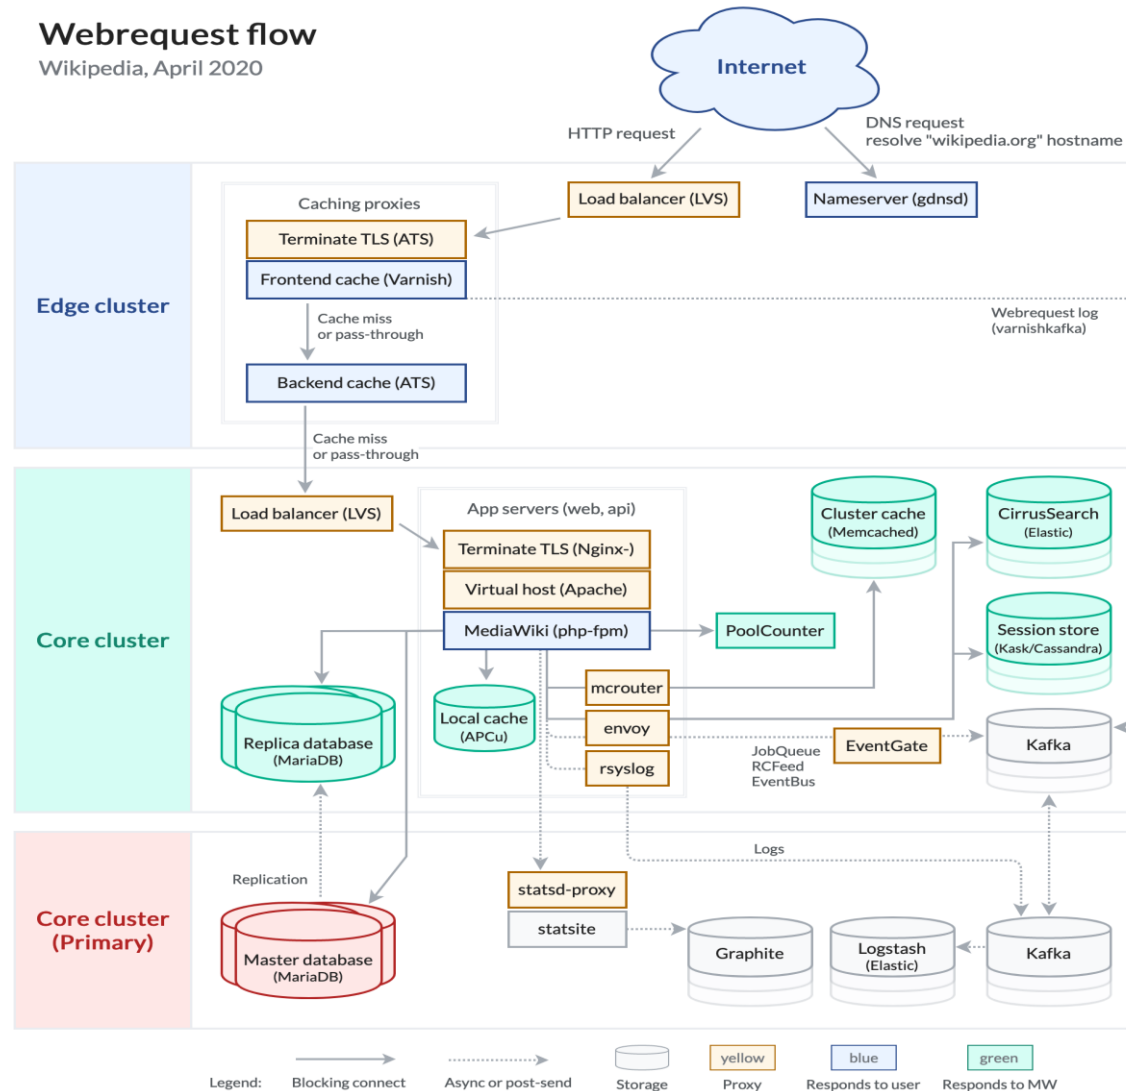 Webrequest flow
Wikipedia, April 2020
Internet
HTTP request
DNS request
resolve "wikipedia.org" hostname
Edge cluster
Load balancer (LVS)
Nameserver (gdnsd)
Caching proxies
Terminate TLS (ATS)
Frontend cache (Varnish)
Webrequest log
(varnishkafka)
Cache miss
or pass-through
Backend cache (ATS)
Cache miss
or pass-through
Core cluster
Load balancer (LVS)
App servers (web, api)
Terminate TLS (Nginx-)
Virtual host (Apache)
MediaWiki (php-fpm)
PoolCounter
Cluster cache
(Memcached)
CirrusSearch
(Elastic)
Session store
(Kask/Cassandra)
mcrouter
envoy
rsyslog
Local cache
(APCu)
Replica database
(MariaDB)
JobQueue
RCFeed
EventBus
EventGate
Kafka
Core cluster
(Primary)
Replication
Logs
Master database
(MariaDB)
statsd-proxy
statsite
Graphite
Logstash
(Elastic)
Kafka
Legend:
Blocking connect
Async or post-send
Storage
yellow
Proxy
blue
Responds to user
green
Responds to MW